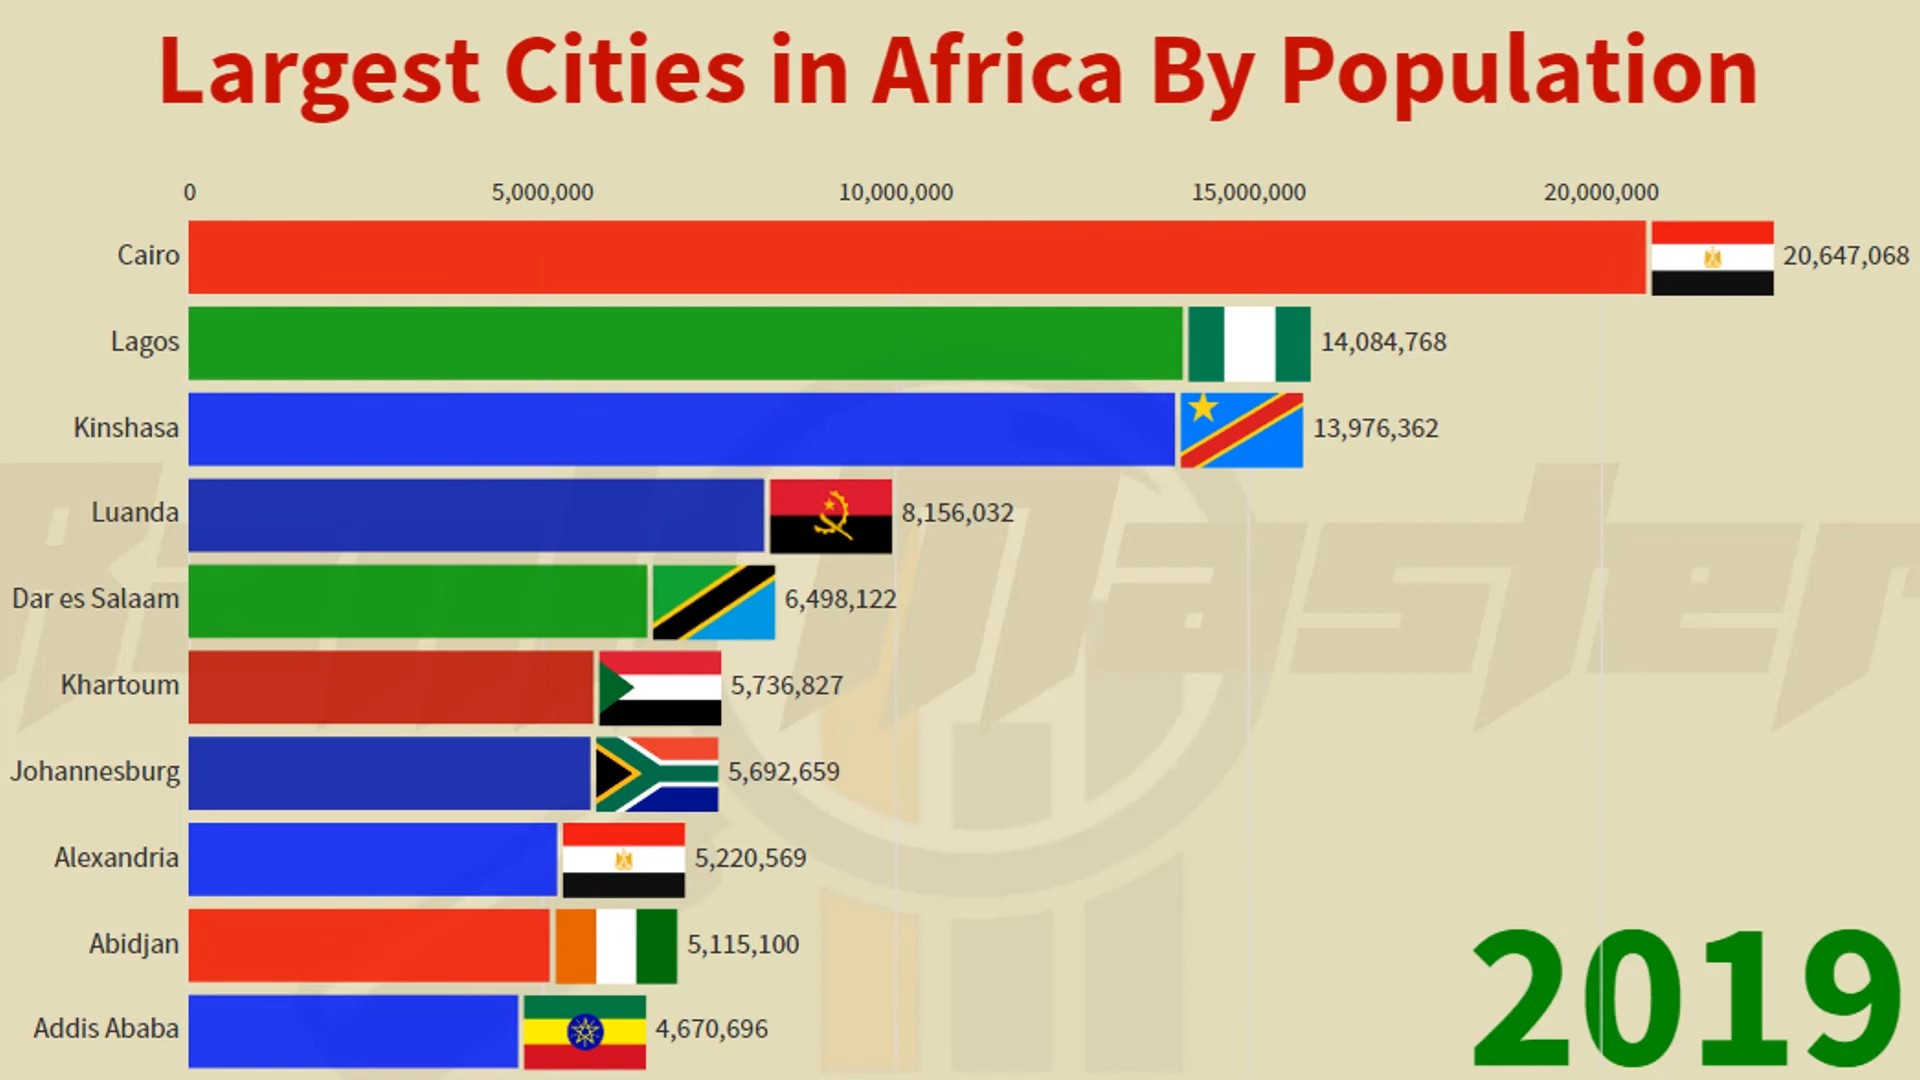 Largest Cities in Africa By Population
0 5,000,000 10,000,000 15,000,000 20,000,000
Cairo 20,647,068
Lagos 14,084,768
Kinshasa 13,976,362
Luanda 8,156,032
Dar es Salaam 6,498,122
Khartoum 5,736,827
Johannesburg 5,692,659
Alexandria 5,220,569
Abidjan 5,115,100
Addis Ababa 4,670,696
2019